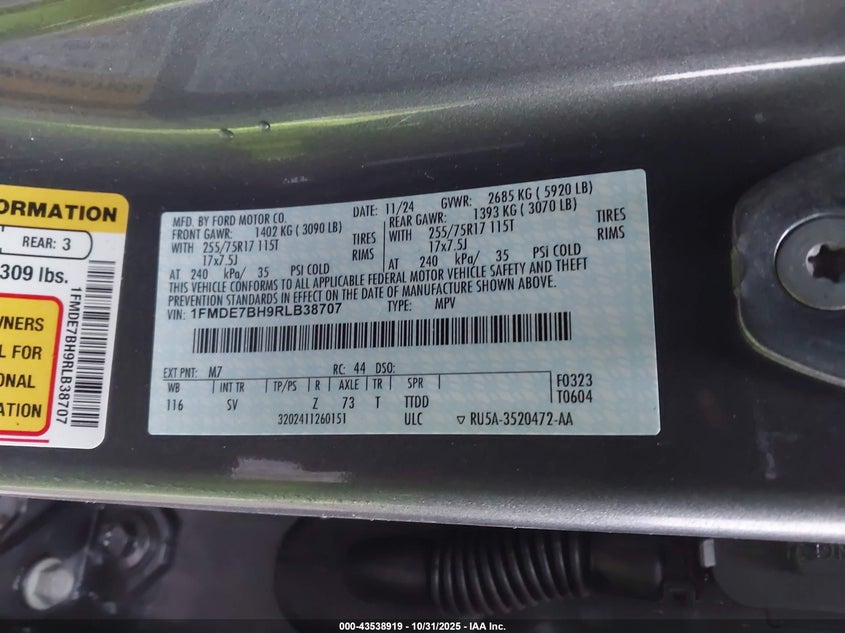 ORMATION
REAR: 3
309 lbs.
WNERS
L FOR
ONAL
ATION
1FMDE7BH9RLB38707
MFD. BY FORD MOTOR CO.
DATE: 11/24 GVWR: 2685 KG ( 5920 LB)
FRONT GAWR: 1402 KG ( 3090 LB)
WITH 255/75R17 115T TIRES
17x7.5J RIMS
AT 240 kPa/ 35 PSI COLD
REAR GAWR: 1393 KG ( 3070 LB)
WITH 255/75R17 115T TIRES
17x7.5J RIMS
AT 240 kPa/ 35 PSi COLD
THIS VEHICLE CONFORMS TO ALL APPLICABLE FEDERAL MOTOR VEHICLE SAFETY AND THEFT
PREVENTION STANDARDS IN EFFECT ON THE DATE OF MANUFACTURE SHOWN ABOVE.
VIN: 1FMDE7BH9RLB38707 TYPE: MPV
EXT PNT: M7 RC: 44 DSO:
WB INT TR TP/PS R AXLE TR SPR
116 SV Z 73 T TTDD
F0323
T0604
3202411260151 ULC ▽ RU5A-3520472-AA
000-43538919 - 10/31/2025 - IAA Inc.